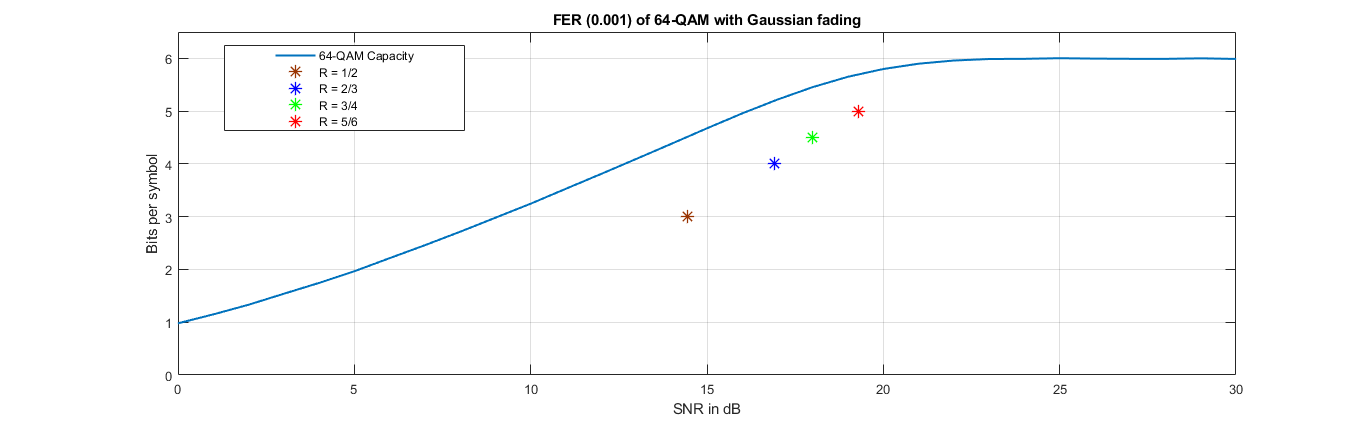 FER (0.001) of 64-QAM with Gaussian fading
64-QAM Capacity
R = 1/2
R = 2/3
R = 3/4
R = 5/6
Bits per symbol
6
5
4
3
2
1
0
0 5 10 15 20 25 30
SNR in dB